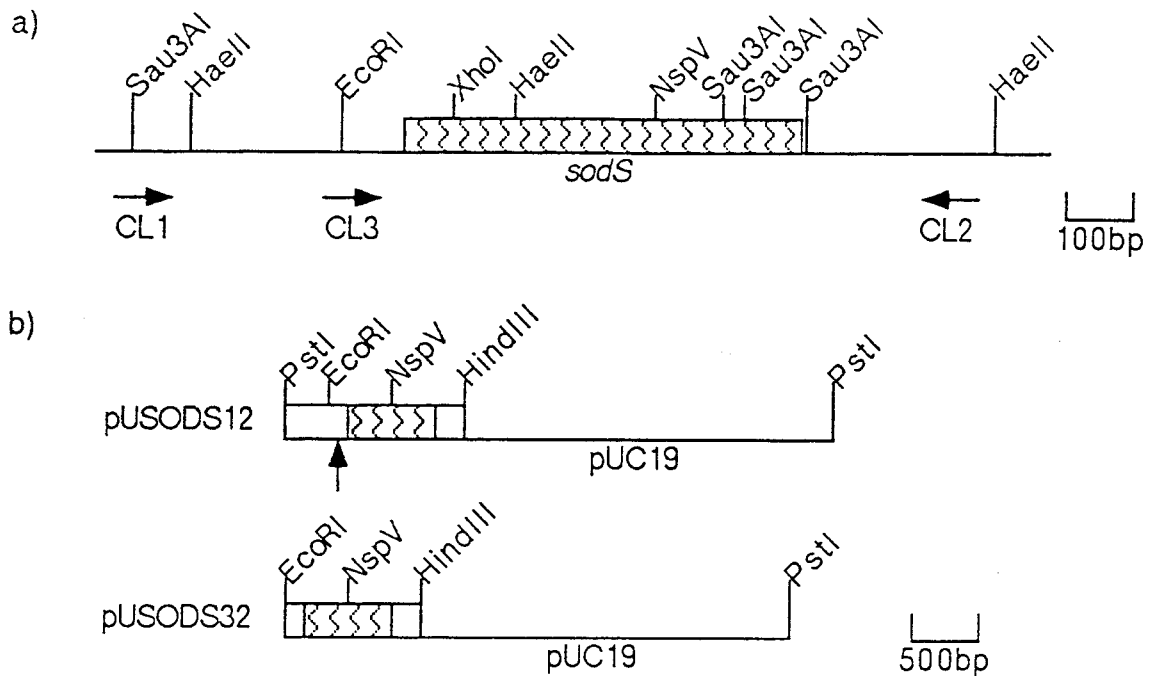 a)
Sau3AI HaeII EcoRI XhoI HaeII NspV Sau3AI Sau3AI Sau3AI HaeII
sodS
CL1 CL3 CL2 100bp
b)
PstI EcoRI NspV HindIII PstI
pUSODS12
pUC19
EcoRI NspV HindIII PstI
pUSODS32
pUC19 500bp